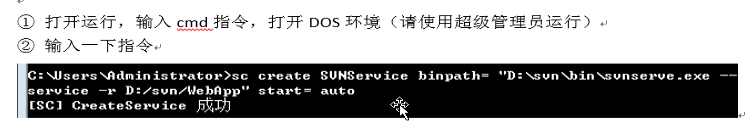 ① 打开运行，输入 cmd 指令，打开 DOS 环境（请使用超级管理员运行）
② 输入一下指令
C:\Users\Administrator>sc create SVNService binpath= "D:\svn\bin\svnserve.exe --
service -r D:/svn/WebApp" start= auto
[SC] CreateService 成功